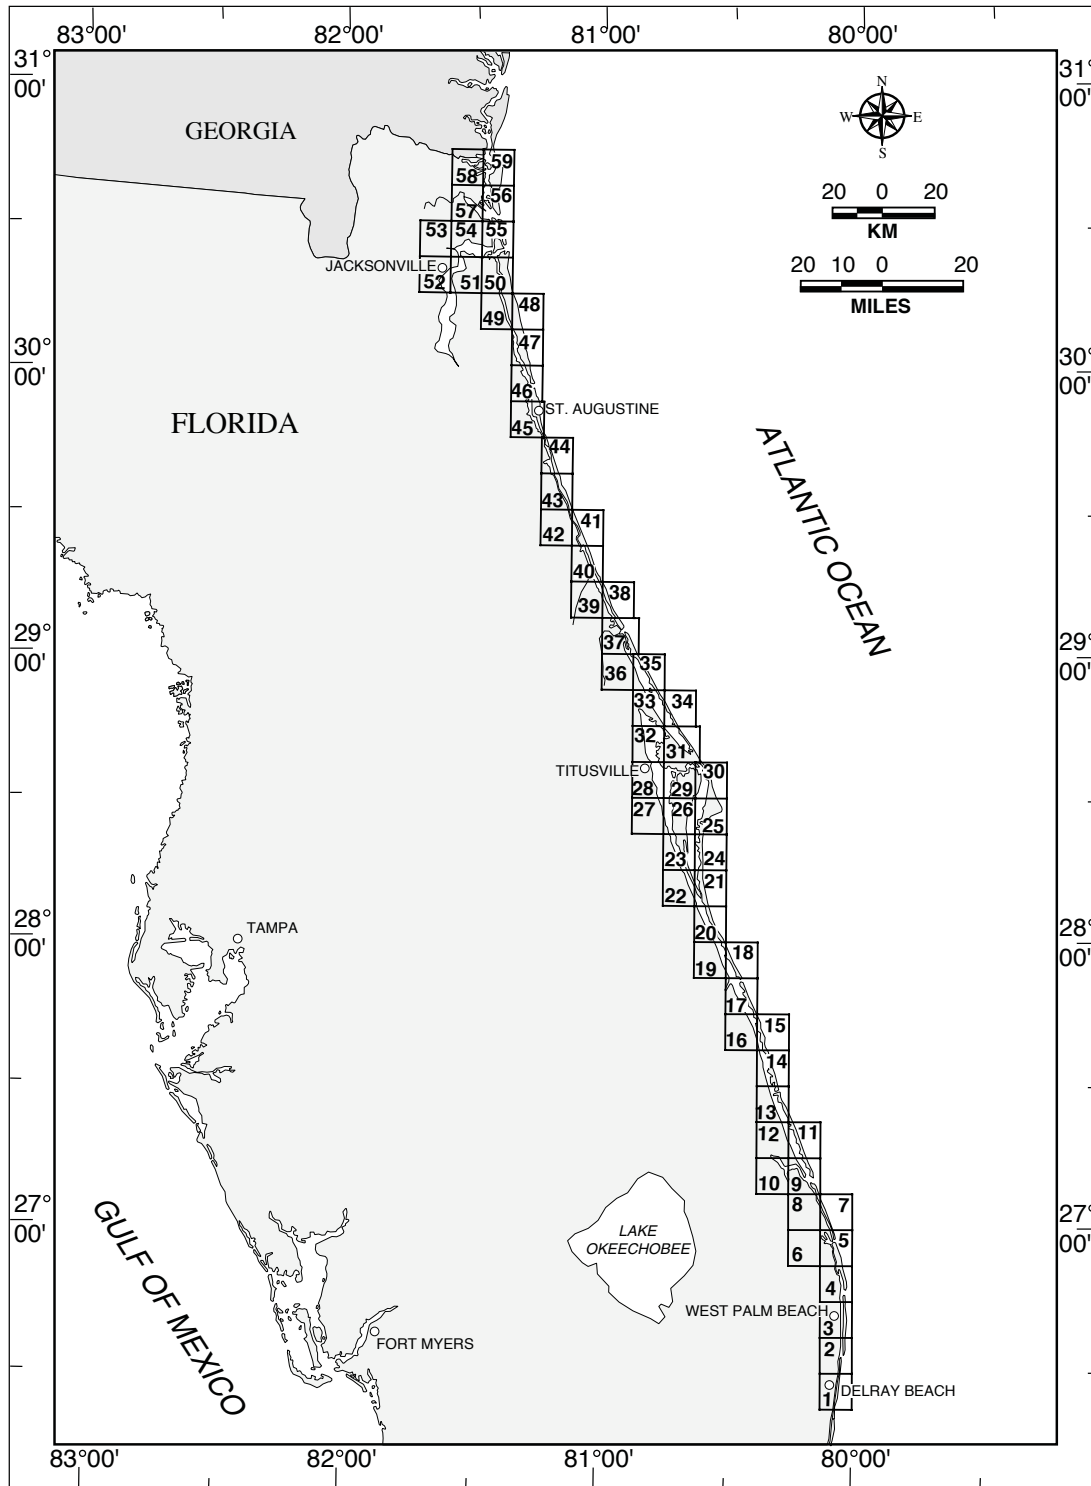 83°00' 82°00' 81°00' 80°00'
31°
00'
31°
00'
N
W E
S
GEORGIA
59
58
56
57
20 0 20
KM
53 54 55
JACKSONVILLE
52 51 50
20 10 0 20
MILES
48
49
47
30°
00'
30°
00'
46
ST. AUGUSTINE
45
FLORIDA
44
ATLANTIC OCEAN
43
41
42
40
38
39
37
29°
00'
29°
00'
35
36
33 34
32
31
TITUSVILLE
30
28 29
27 26
25
23 24
21
22
TAMPA
20
28°
00'
28°
00'
18
19
17
15
16
14
13
12 11
10 9
8 7
27°
00'
27°
00'
GULF OF MEXICO
LAKE
OKEECHOBEE
5
6
4
WEST PALM BEACH
3
FORT MYERS
2
DELRAY BEACH
1
83°00' 82°00' 81°00' 80°00'